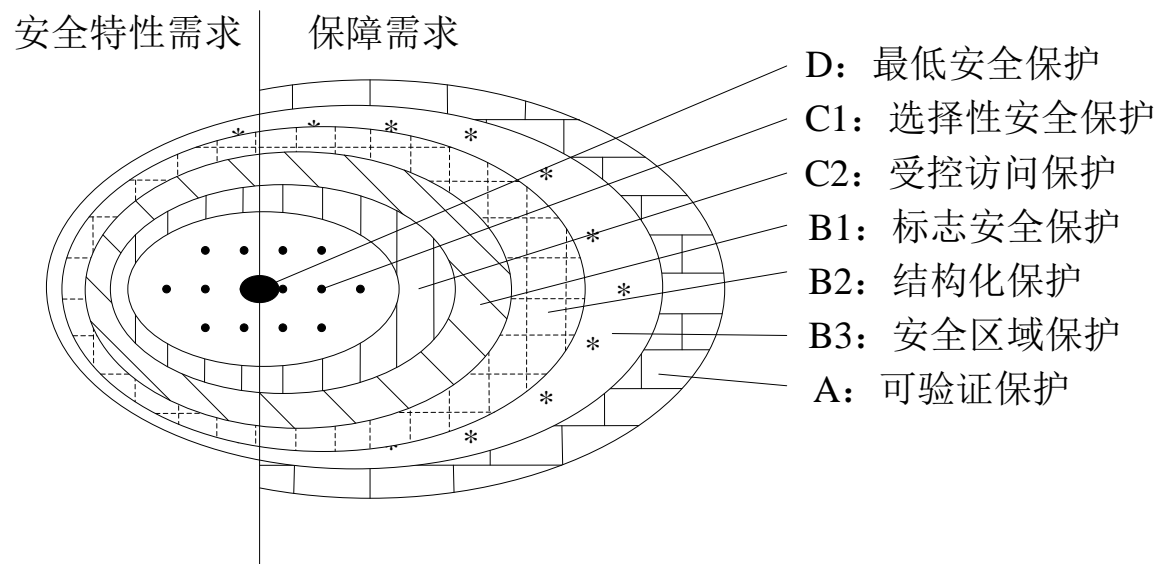 安全特性需求
保障需求
D：最低安全保护
C1：选择性安全保护
C2：受控访问保护
B1：标志安全保护
B2：结构化保护
B3：安全区域保护
A：可验证保护